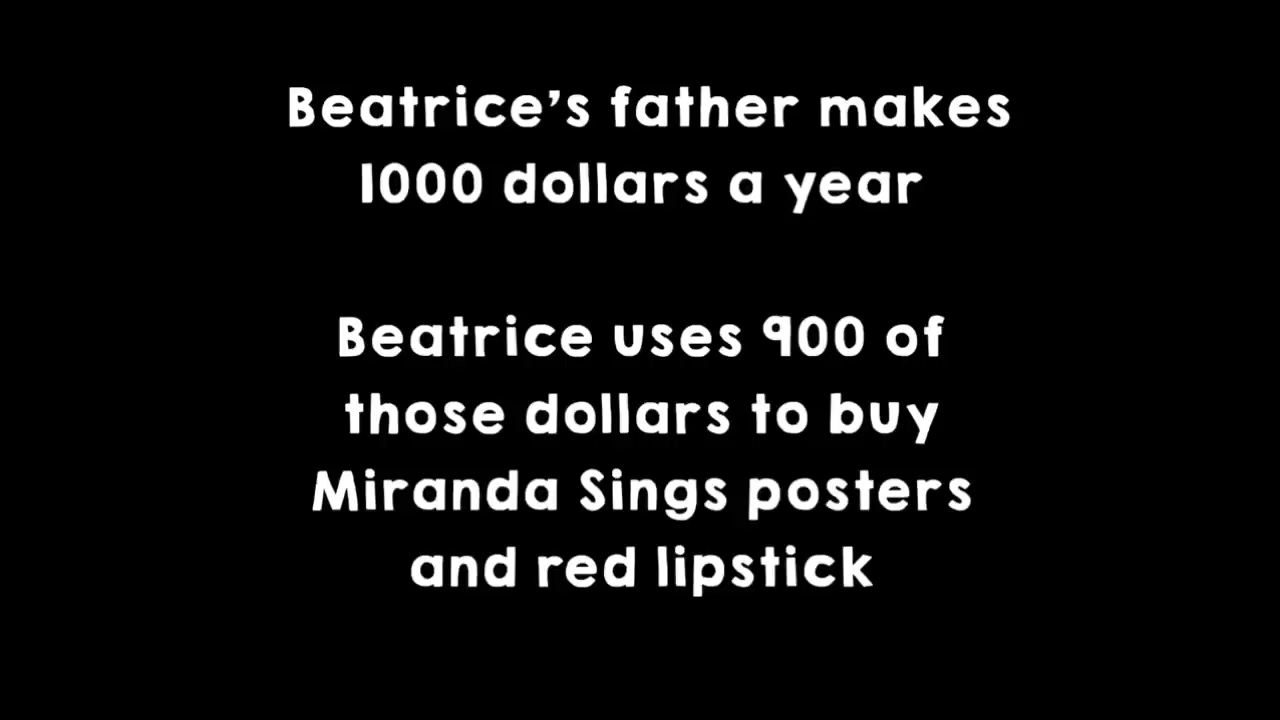 Beatrice's father makes
1000 dollars a year
Beatrice uses 900 of
those dollars to buy
Miranda Sings posters
and red lipstick